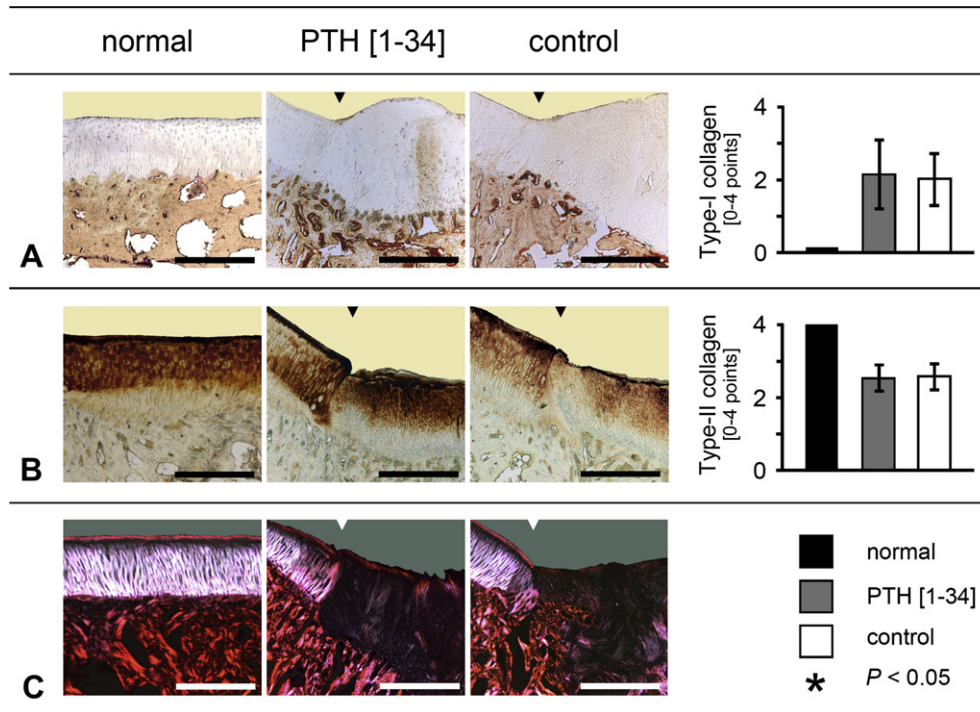 normal PTH [1-34] control
A
Type-I collagen
[0-4 points]
4
2
0
B
Type-II collagen
[0-4 points]
4
2
0
C
normal
PTH [1-34]
control
* P < 0.05